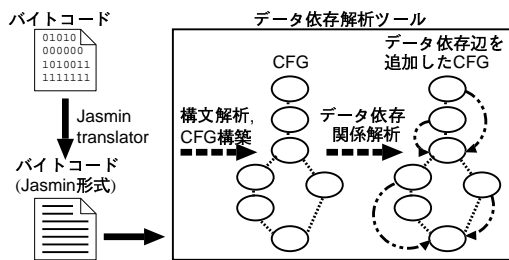 バイトコード
01010
000000
1010011
1111111
Jasmin
translator
バイトコード
(Jasmin形式)
データ依存解析ツール
構文解析,
CFG構築
CFG
データ依存
関係解析
データ依存辺を
追加したCFG